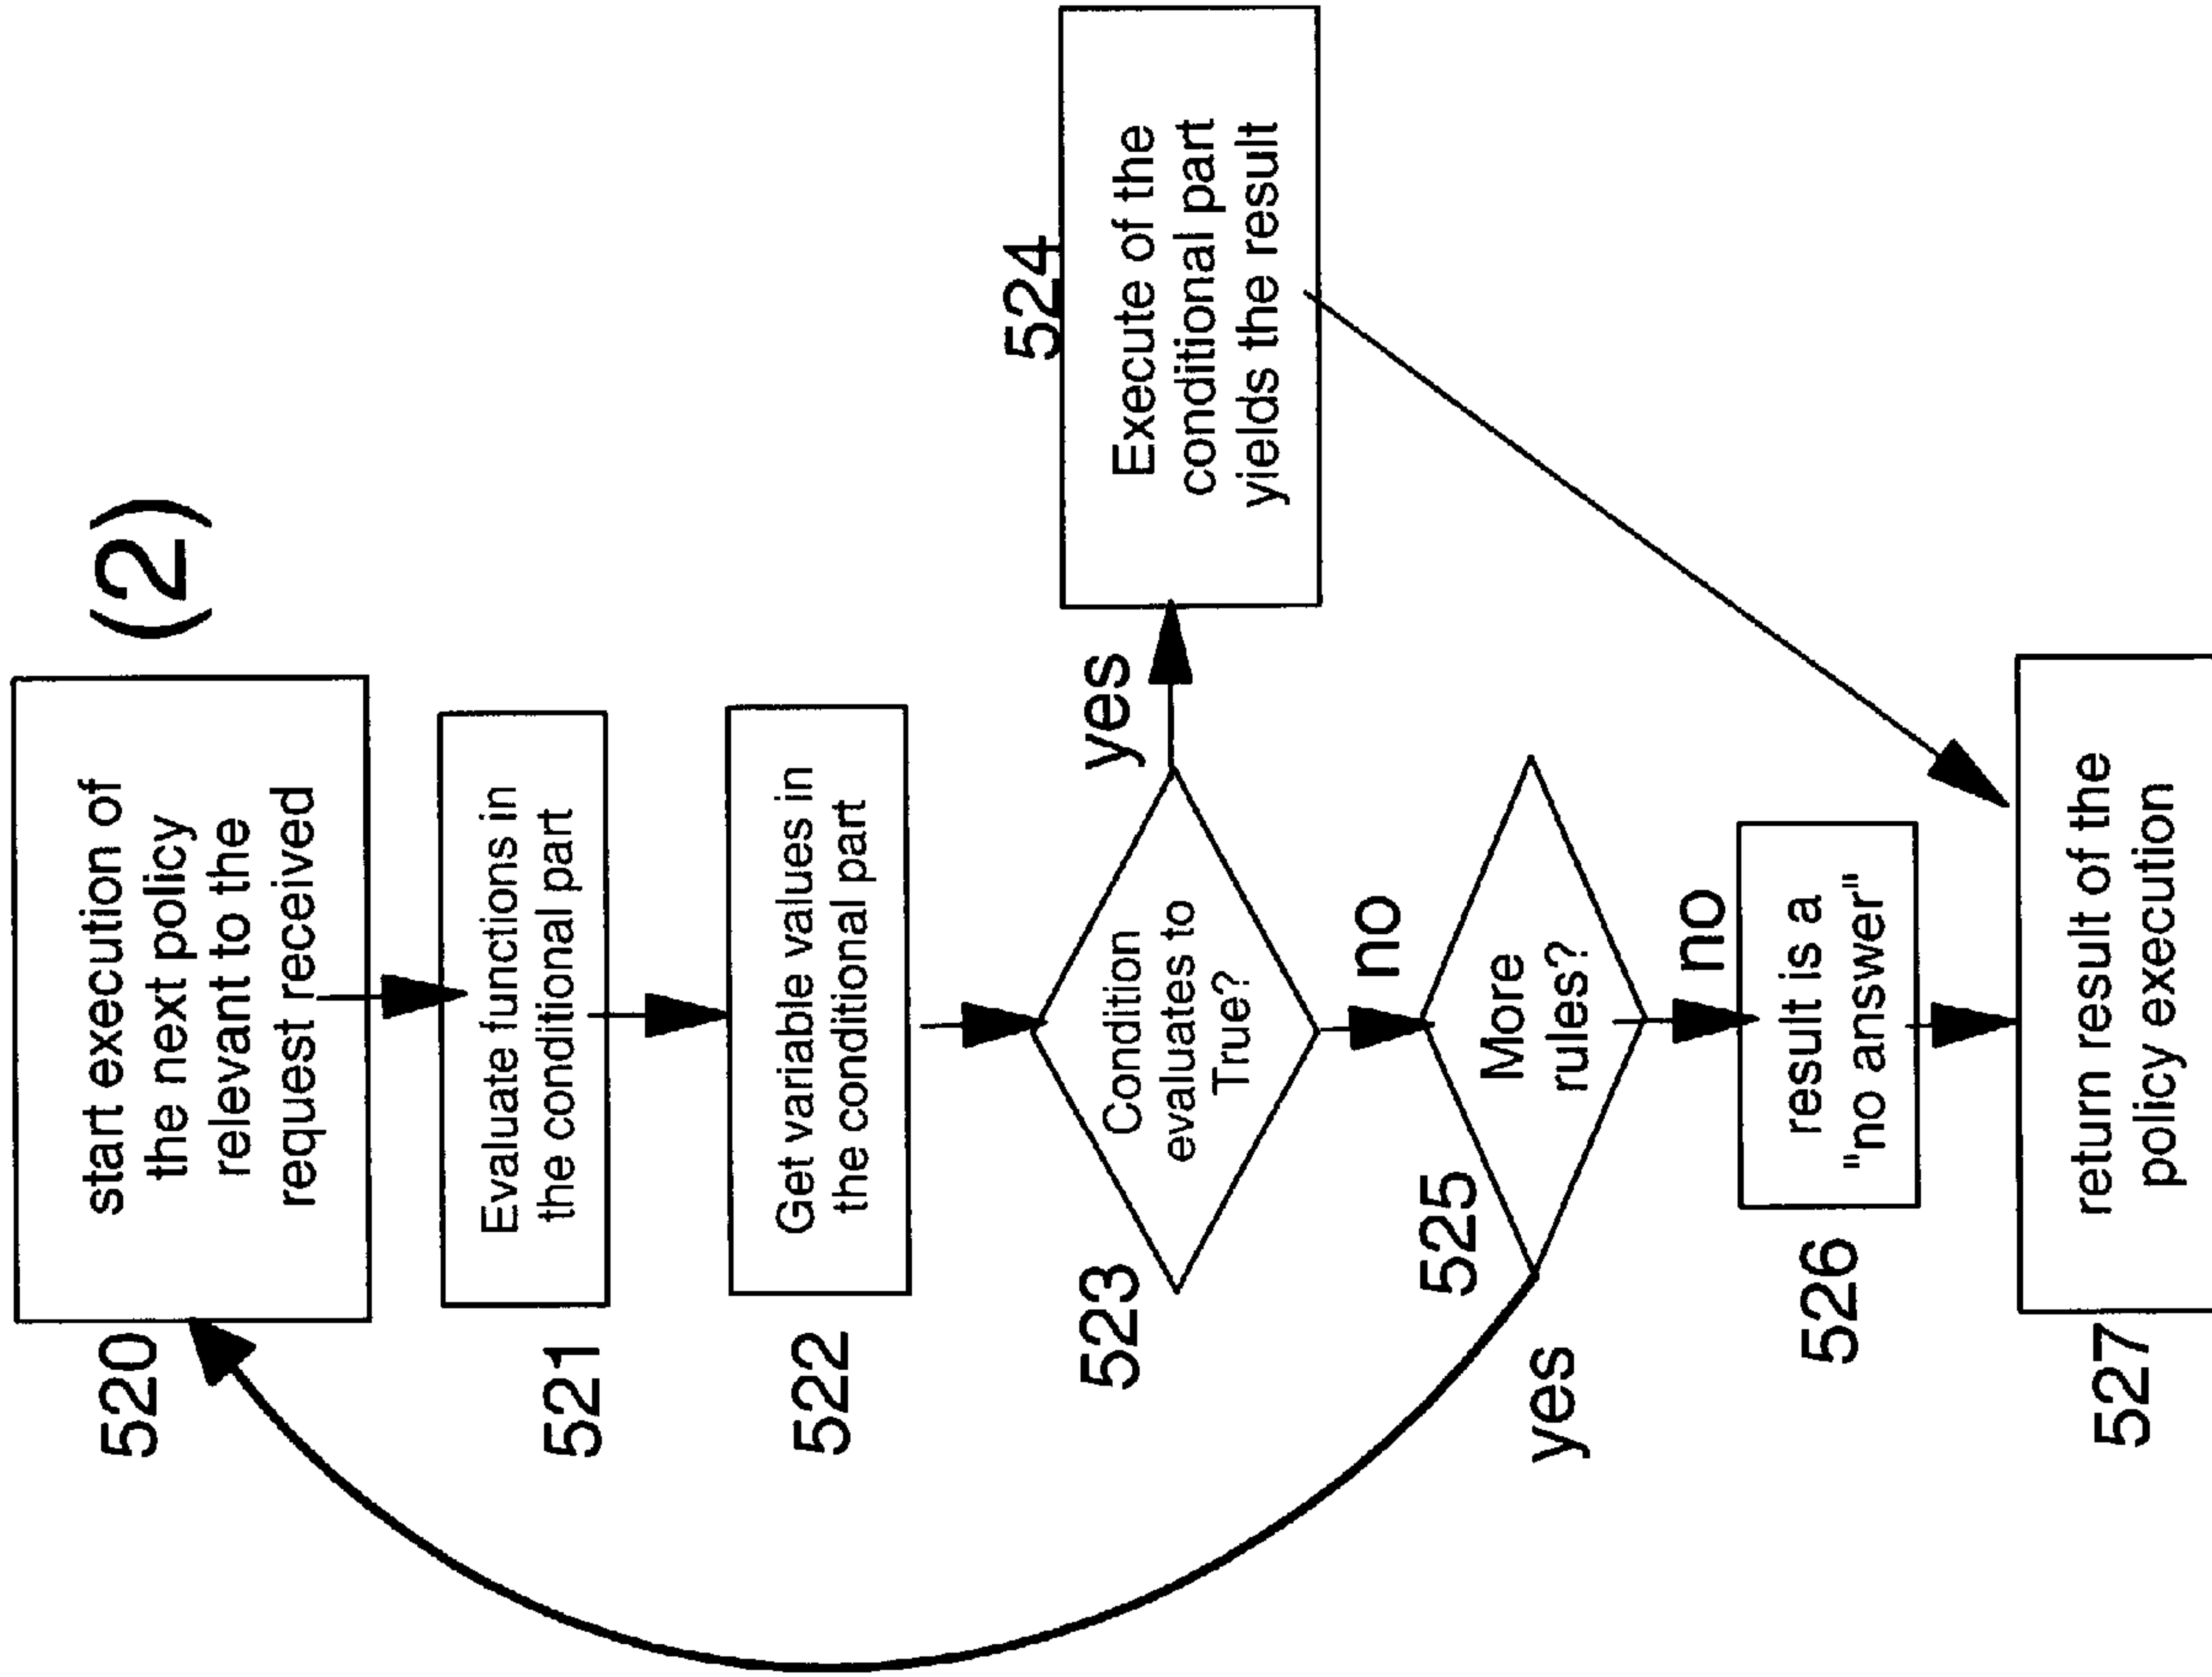 (2)
520
start execution of
the next policy
relevant to the
request received
521
Evaluate functions in
the conditional part
522
Get variable values in
the conditional part
523
Condition
evaluates to
True?
yes
524
Execute of the
conditional part
yields the result
no
525
More
rules?
yes
no
526
result is a
"no answer"
527
return result of the
policy execution